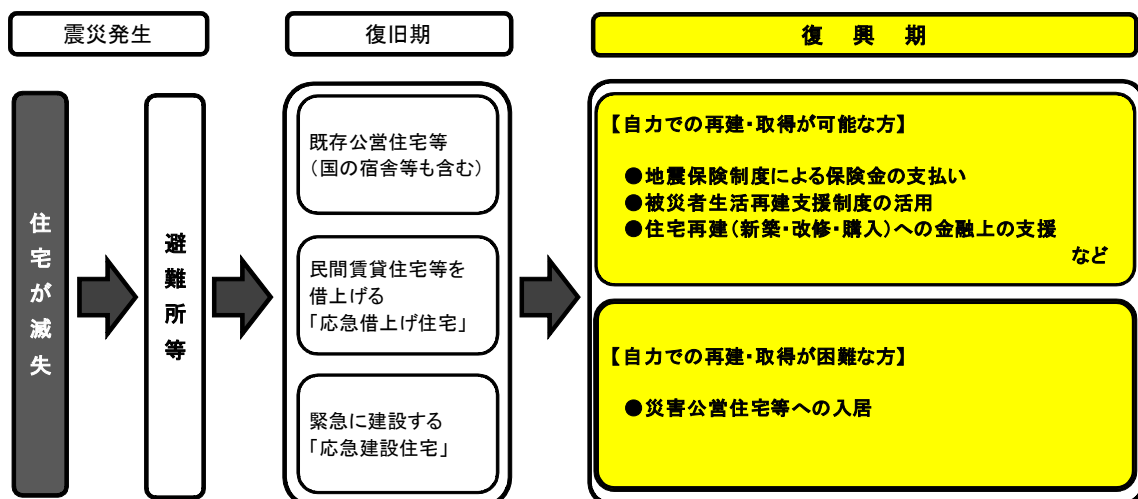 震災発生
復旧期
復興期
住宅が滅失
避難所等
既存公営住宅等
（国の宿舎等も含む）
民間賃貸住宅等を
借上げる
「応急借上げ住宅」
緊急に建設する
「応急建設住宅」
【自力での再建・取得が可能な方】
●地震保険制度による保険金の支払い
●被災者生活再建支援制度の活用
●住宅再建（新築・改修・購入）への金融上の支援
など
【自力での再建・取得が困難な方】
●災害公営住宅等への入居